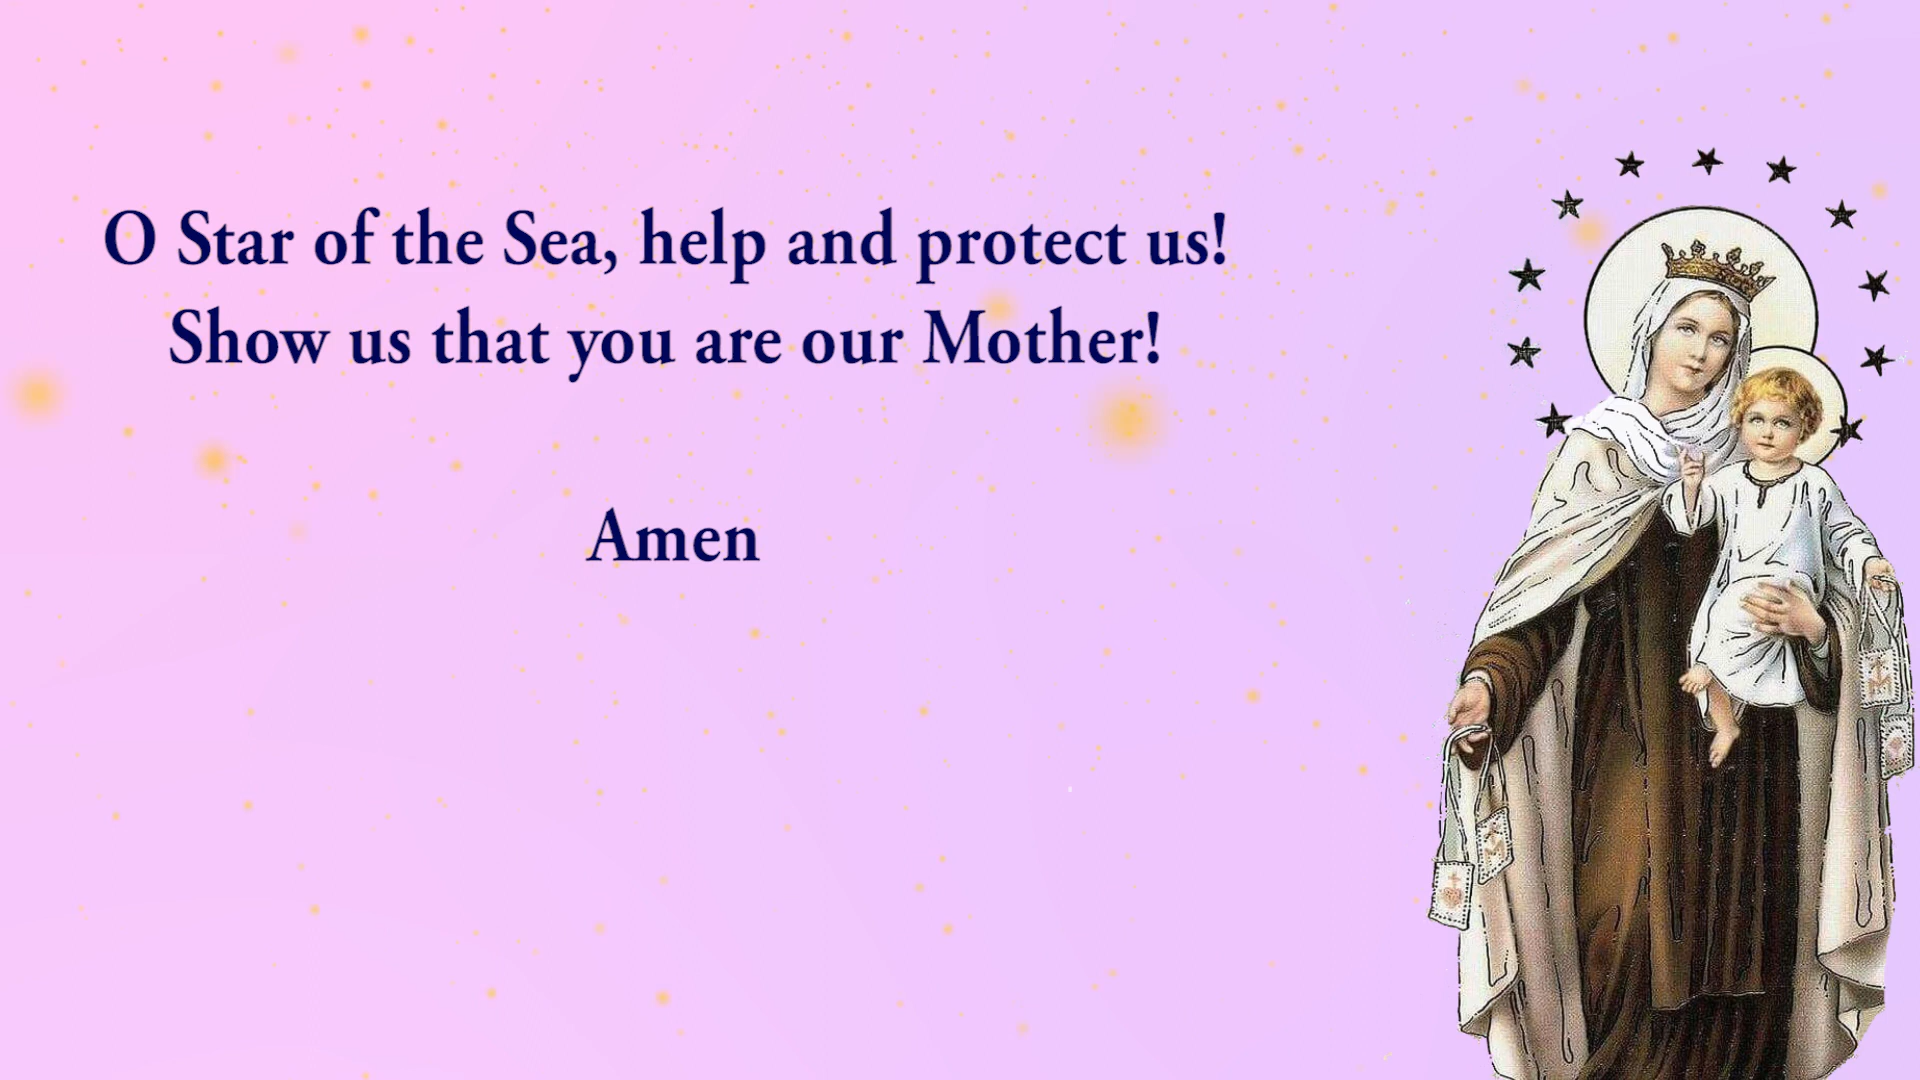 O Star of the Sea, help and protect us!
Show us that you are our Mother!
Amen